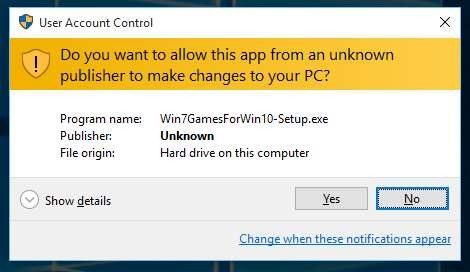 User Account Control
Do you want to allow this app from an unknown
publisher to make changes to your PC?
Program name: Win7GamesForWin10-Setup.exe
Publisher: Unknown
File origin: Hard drive on this computer
Show details Yes No
Change when these notifications appear